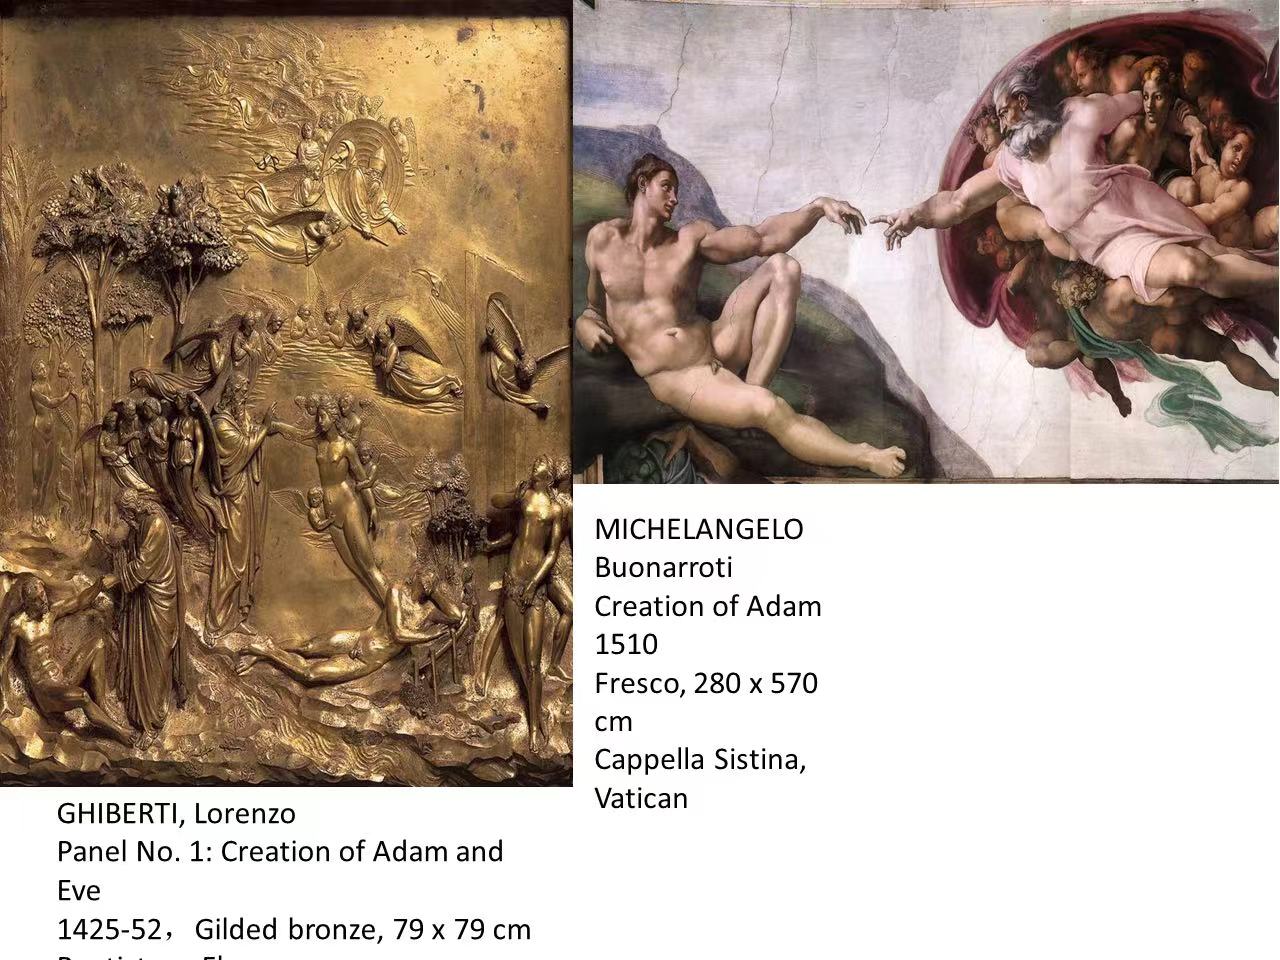 MICHELANGELO
Buonarroti
Creation of Adam
1510
Fresco, 280 x 570
cm
Cappella Sistina,
Vatican
GHIBERTI, Lorenzo
Panel No. 1: Creation of Adam and
Eve
1425-52，Gilded bronze, 79 x 79 cm